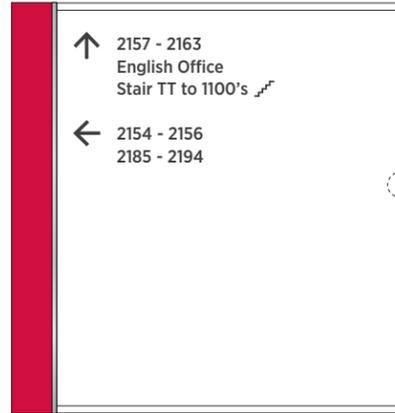 2157 - 2163
English Office
Stair TT to 1100's
2154 - 2156
2185 - 2194